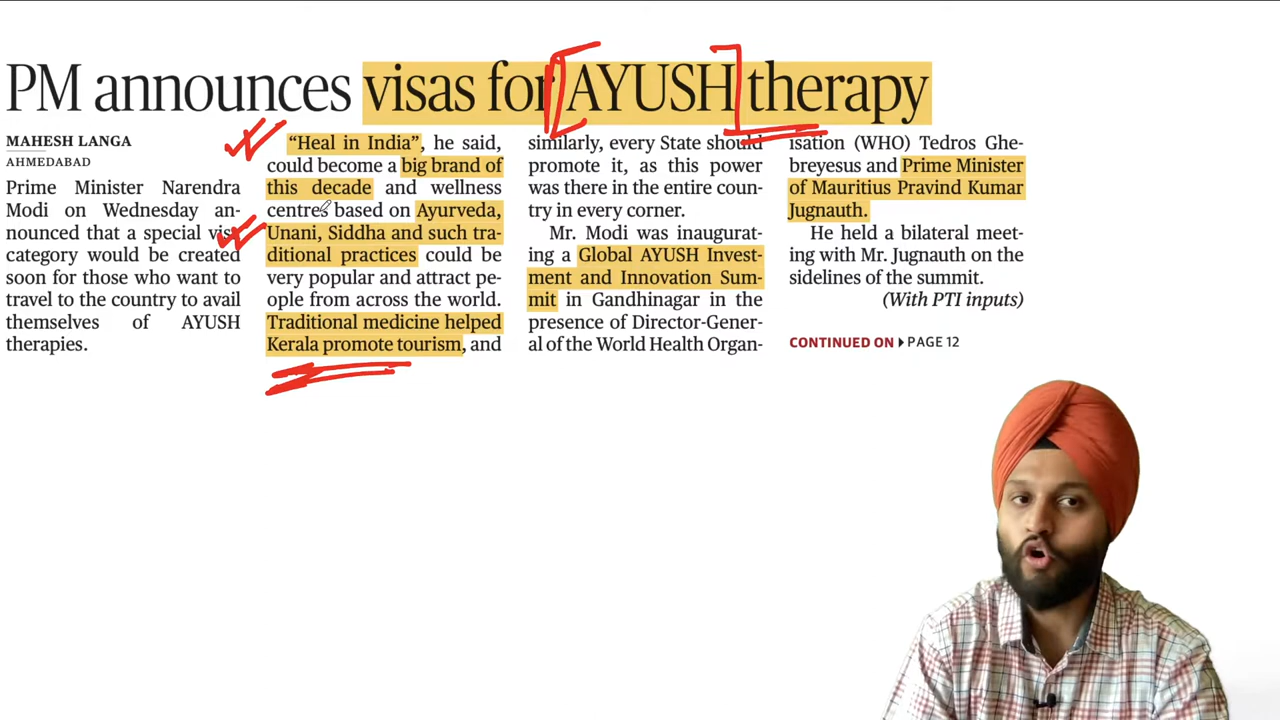 PM announces visas for AYUSH therapy
MAHESH LANGA
AHMEDABAD
Prime Minister Narendra
Modi on Wednesday an-
nounced that a special visa
category would be created
soon for those who want to
travel to the country to avail
themselves of AYUSH
therapies.
“Heal in India”, he said,
could become a big brand of
this decade and wellness
centres based on Ayurveda,
Unani, Siddha and such tra-
ditional practices could be
very popular and attract pe-
ople from across the world.
Traditional medicine helped
Kerala promote tourism, and
similarly, every State should
promote it, as this power
was there in the entire coun-
try in every corner.
Mr. Modi was inaugurat-
ing a Global AYUSH Invest-
ment and Innovation Sum-
mit in Gandhinagar in the
presence of Director-Gener-
al of the World Health Organ-
isation (WHO) Tedros Ghe-
breyesus and Prime Minister
of Mauritius Pravind Kumar
Jugnauth.
He held a bilateral meet-
ing with Mr. Jugnauth on the
sidelines of the summit.
(With PTI inputs)
CONTINUED ON PAGE 12